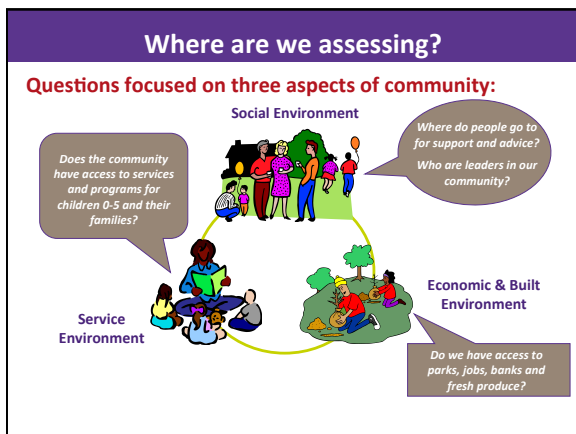 Where are we assessing?
Questions focused on three aspects of community:
Social Environment
Where do people go to
for support and advice?
Who are leaders in our
community?
Does the community
have access to services
and programs for
children 0-5 and their
families?
Economic & Built
Environment
Service
Environment
Do we have access to
parks, jobs, banks and
fresh produce?